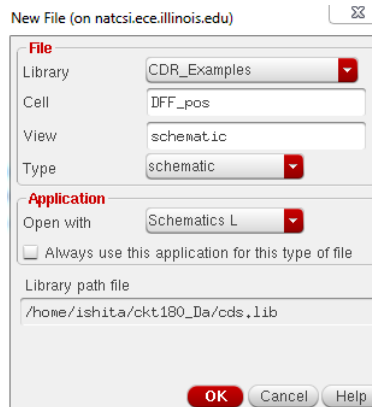 New File (on natcsi.ece.illinois.edu)
File
Library CDR_Examples
Cell DFF_pos
View schematic
Type schematic
Application
Open with Schematics L
Always use this application for this type of file
Library path file
/home/ishita/ckt180_Da/cds.lib
OK Cancel Help